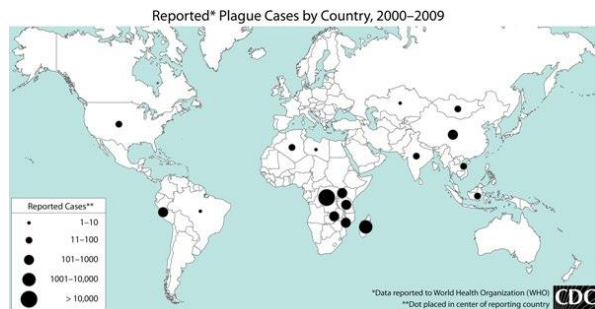 Reported* Plague Cases by Country, 2000–2009
Reported Cases**
1–10
11–100
101–1000
1001–10,000
> 10,000
*Data reported to World Health Organization (WHO)
**Dot placed in center of reporting country
CDC